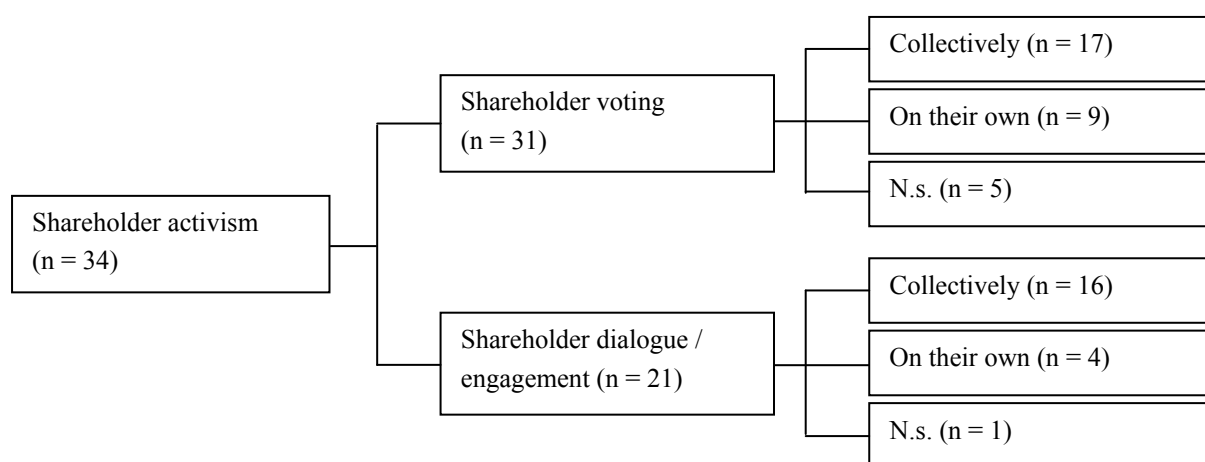 Shareholder activism
(n = 34)
Shareholder voting
(n = 31)
Collectively (n = 17)
On their own (n = 9)
N.s. (n = 5)
Shareholder dialogue /
engagement (n = 21)
Collectively (n = 16)
On their own (n = 4)
N.s. (n = 1)